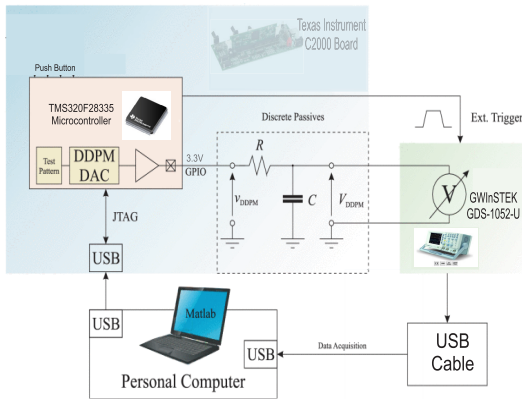 Texas Instrument
C2000 Board
Push Button
TMS320F28335
Microcontroller
Test
Pattern
DDPM
DAC
3.3V
GPIO
Discrete Passives
R
C
vDDPM
VDDPM
Ext. Trigger
V
GWInSTEK
GDS-1052-U
JTAG
USB
USB
Matlab
USB
Personal Computer
Data Acquisition
USB
Cable